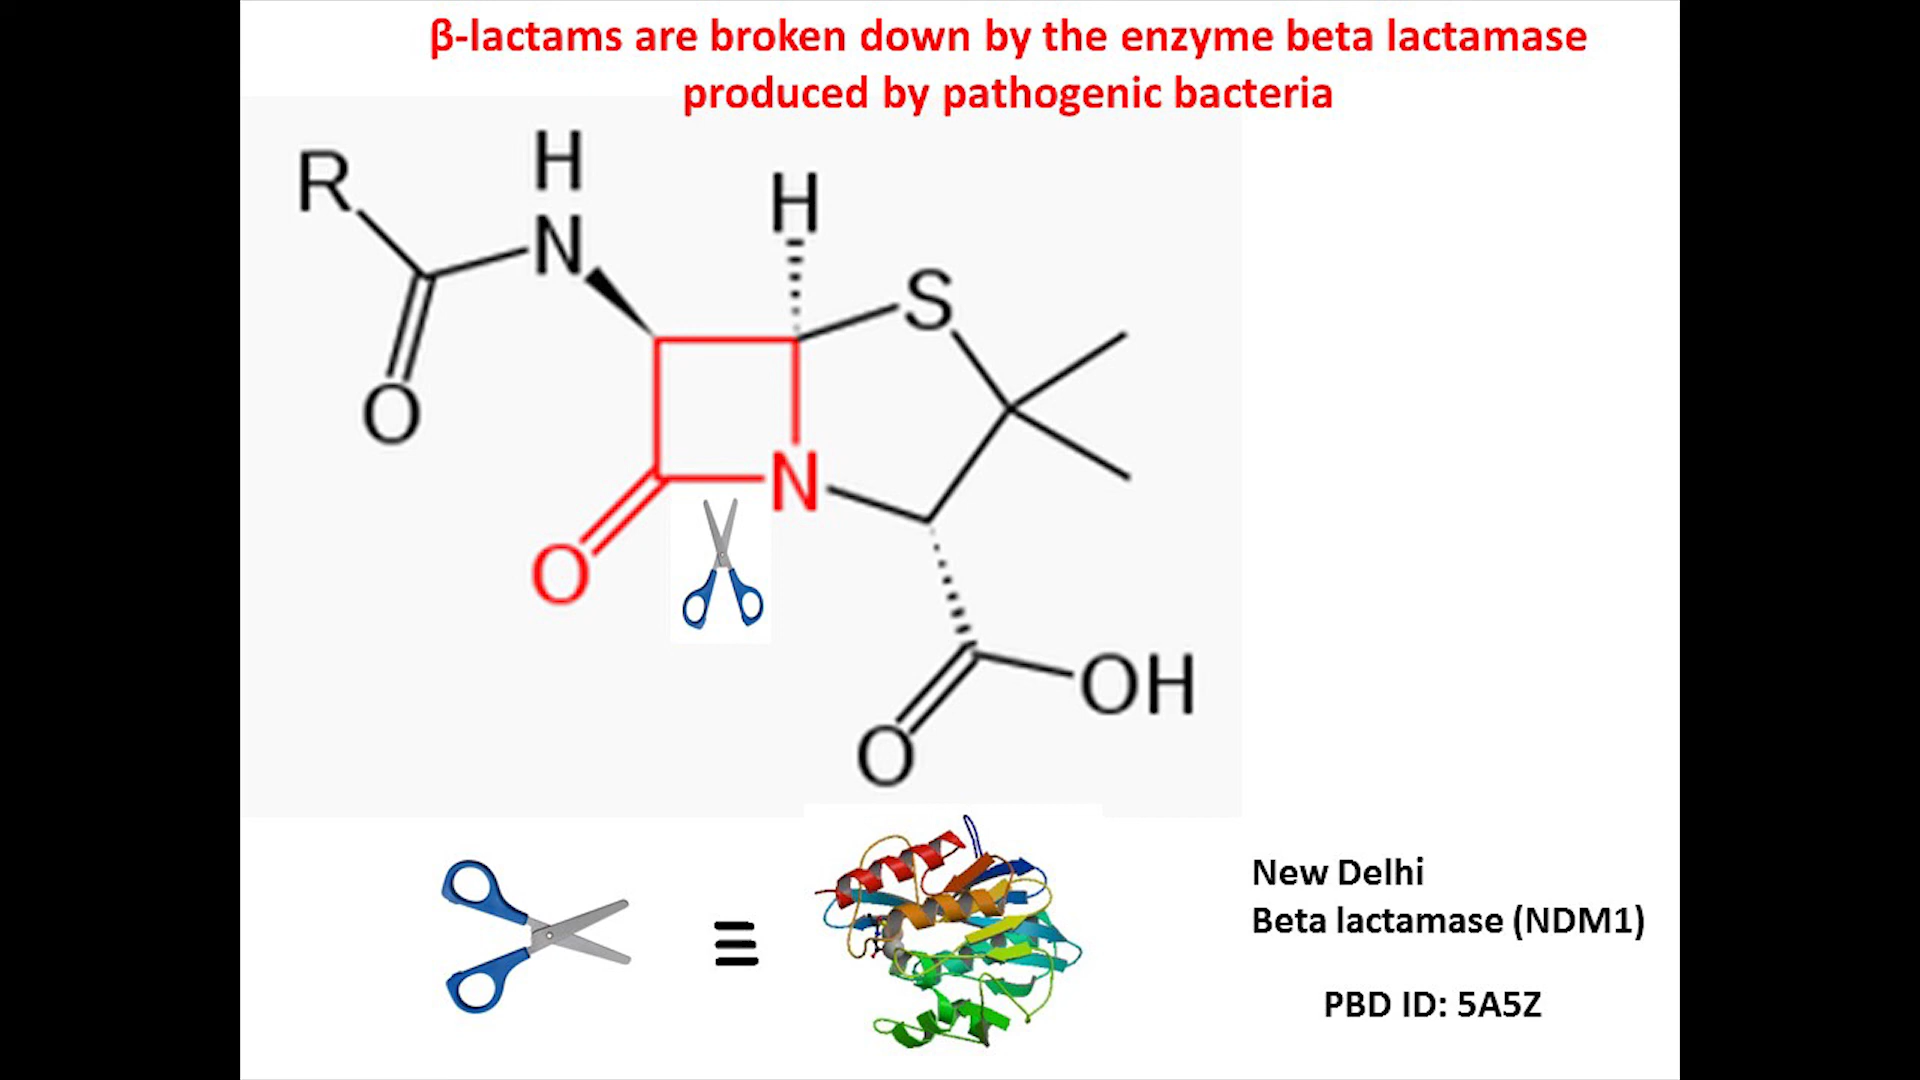 β-lactams are broken down by the enzyme beta lactamase
produced by pathogenic bacteria
H
R
H
N
S
O
N
O
OH
O
New Delhi
Beta lactamase (NDM1)
PBD ID: 5A5Z